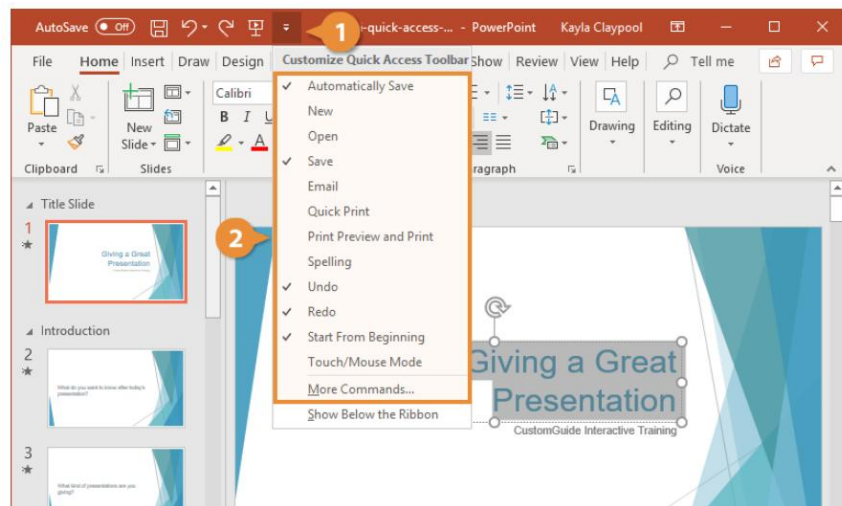 AutoSave Off
-quick-access-... - PowerPoint
Kayla Claypool
1
File Home Insert Draw Design
Show Review View Help Tell me
Customize Quick Access Toolbar
Automatically Save
New
Open
Save
Email
Quick Print
Print Preview and Print
Spelling
Undo
Redo
Start From Beginning
Touch/Mouse Mode
More Commands...
Show Below the Ribbon
2
Paste
Clipboard
New
Slide
Slides
Calibri
B I U
A
ragraph
Drawing
Editing
Dictate
Voice
Title Slide
1
Giving a Great
Presentation
Introduction
2
What do you want to know after today's
presentation?
3
What kind of presentations are you
giving?
Giving a Great
Presentation
CustomGuide Interactive Training